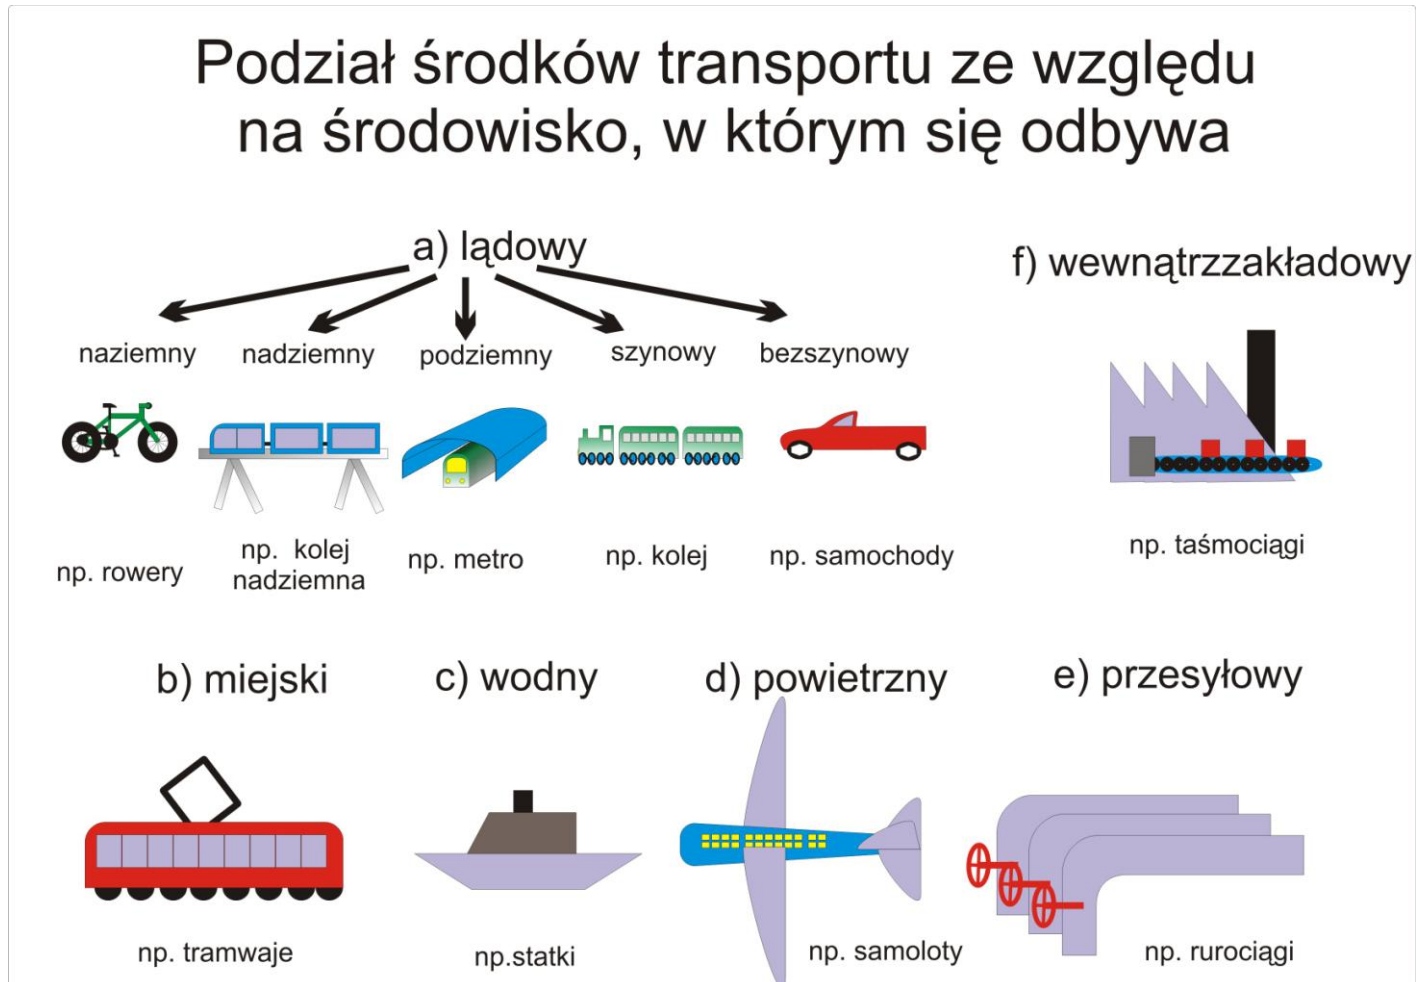 Podział środków transportu ze względu
na środowisko, w którym się odbywa
a) lądowy
f) wewnątrzzakładowy
naziemny
nadziemny
podziemny
szynowy
bezszynowy
np. rowery
np. kolej
nadziemna
np. metro
np. kolej
np. samochody
np. taśmociągi
b) miejski
c) wodny
d) powietrzny
e) przesyłowy
np. tramwaje
np.statki
np. samoloty
np. rurociągi